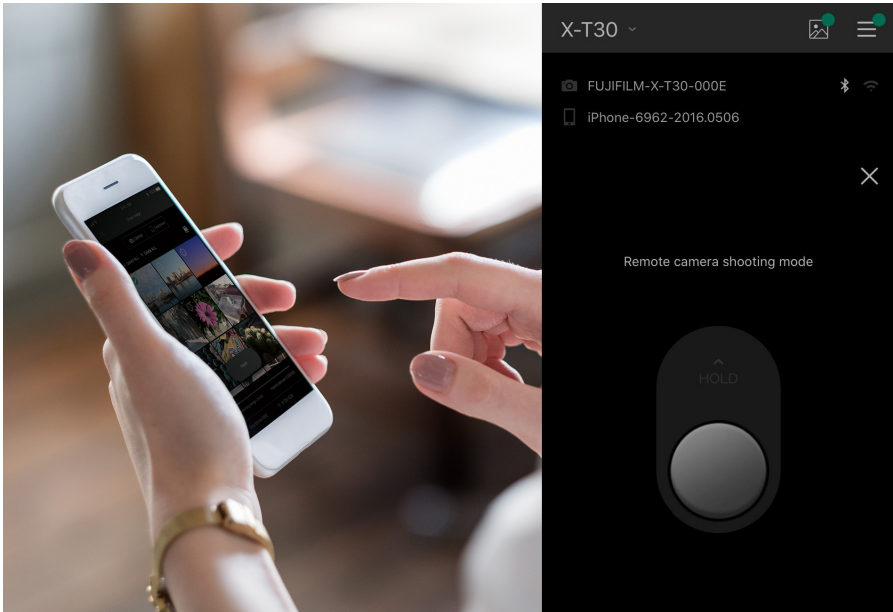 X-T30
FUJIFILM-X-T30-000E
iPhone-6962-2016.0506
Remote camera shooting mode
HOLD